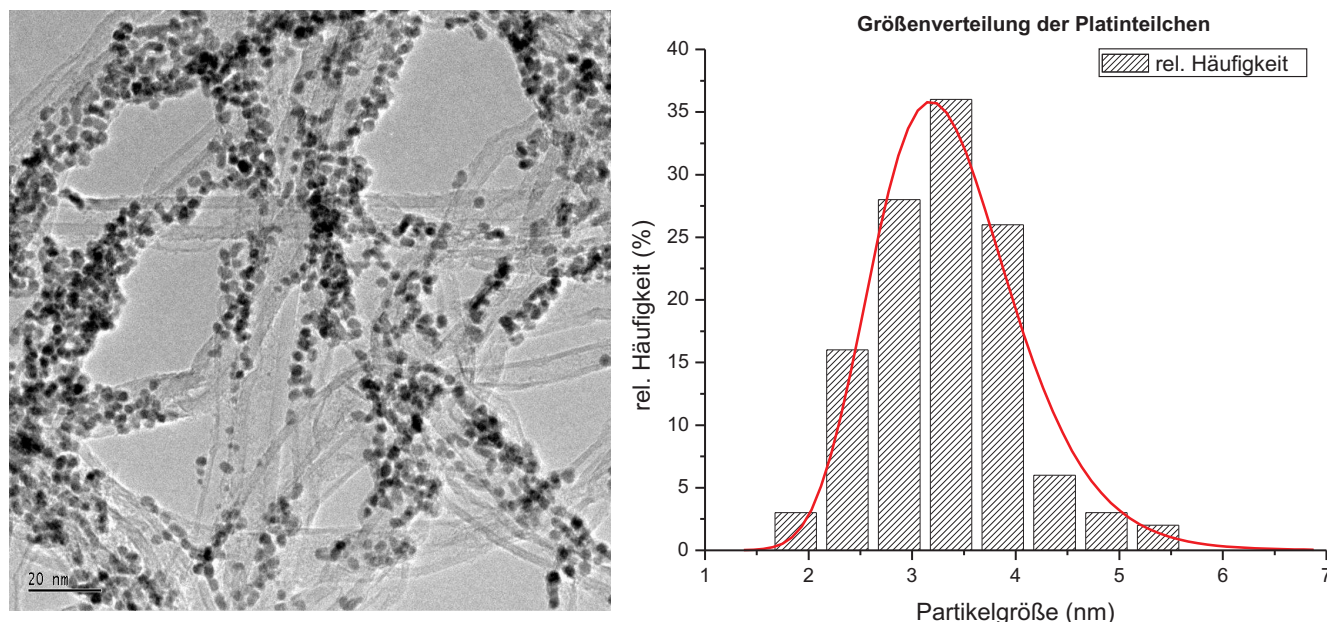 20 nm
Größenverteilung der Platinteilchen
rel. Häufigkeit
rel. Häufigkeit (%)
40
35
30
25
20
15
10
5
0
1 2 3 4 5 6 7
Partikelgröße (nm)